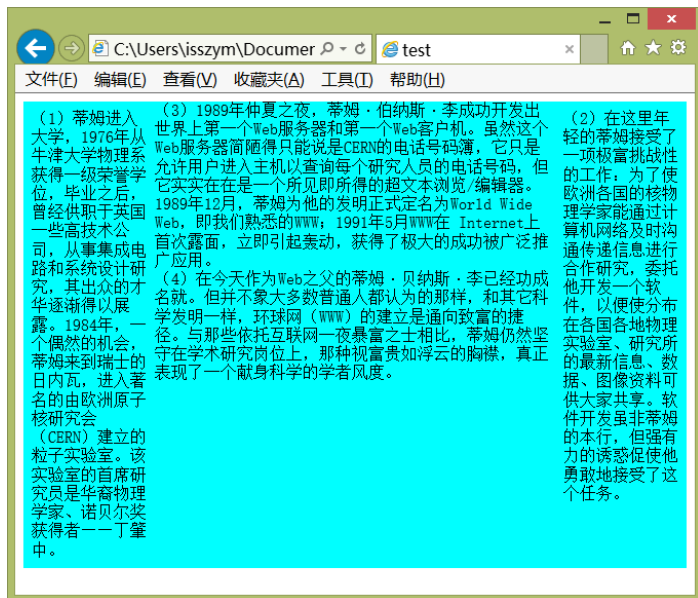 C:\Users\isszym\Documer
test
文件(F) 编辑(E) 查看(V) 收藏夹(A) 工具(T) 帮助(H)
(1) 蒂姆进入
大学，1976年从
牛津大学物理系
获得一级荣誉学
位，毕业之后，
曾经供职于英国
一些高技术公
司，从事集成电
路和系统设计研
究，其出众的才
华逐渐得以展
露。1984年，一
个偶然的机会，
蒂姆来到瑞士的
日内瓦，进入著
名的由欧洲原子
核研究会
（CERN）建立的
粒子实验室。该
实验室的首席研
究员是华裔物理
学家、诺贝尔奖
获得者——丁肇
中。
(3) 1989年仲夏之夜，蒂姆·伯纳斯·李成功开发出
世界上第一个Web服务器和第一个Web客户机。虽然这个
Web服务器简陋得只能说是CERN的电话号码簿，它只是
允许用户进入主机以查询每个研究人员的电话号码，但
它实实在在是一个所见即所得的超文本浏览/编辑器。
1989年12月，蒂姆为他的发明正式定名为World Wide
Web，即我们熟悉的WWW；1991年5月WWW在 Internet上
首次露面，立即引起轰动，获得了极大的成功被广泛推
广应用。
(4) 在今天作为Web之父的蒂姆·贝纳斯·李已经功成
名就。但并不象大多数普通人都认为的那样，和其它科
学发明一样，环球网（WWW）的建立是通向致富的捷
径。与那些依托互联网一夜暴富之士相比，蒂姆仍然坚
守在学术研究岗位上，那种视富贵如浮云的胸襟，真正
表现了一个献身科学的学者风度。
(2) 在这里年
轻的蒂姆接受了
一项极富挑战性
的工作：为了使
欧洲各国的核物
理学家能通过计
算机网络及时沟
通传递信息进行
合作研究，委托
他开发一个软
件，以便使分布
在各国各地物理
实验室、研究所
的最新信息、数
据、图像资料可
供大家共享。软
件开发虽非蒂姆
的本行，但强有
力的诱惑促使他
勇敢地接受了这
个任务。